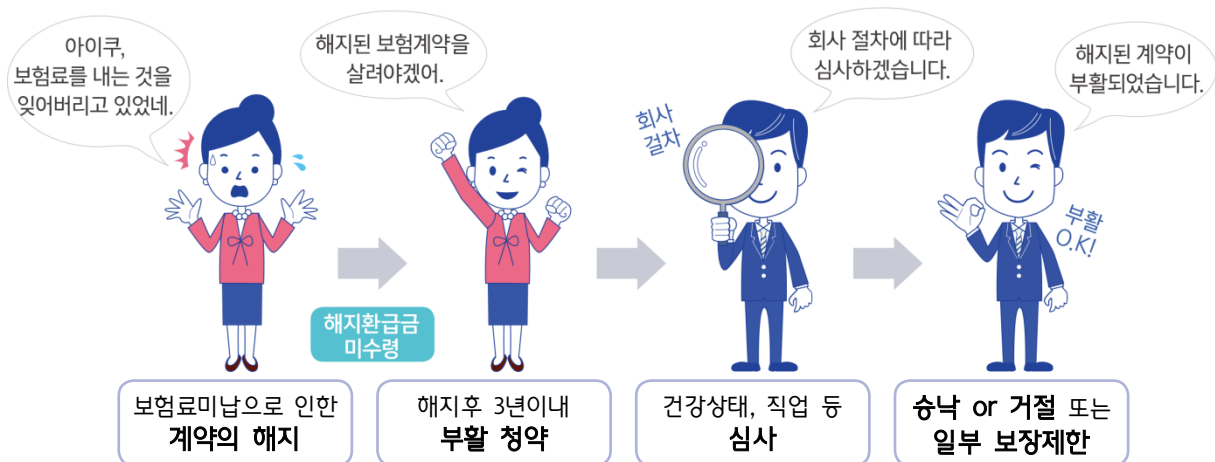 아이쿠,
보험료를 내는 것을
잊어버리고 있었네.
해지된 보험계약을
살려야겠어.
회사 절차에 따라
심사하겠습니다.
해지된 계약이
부활되었습니다.
회사
걸차
부활
O.K!
해지환급금
미수령
보험료미납으로 인한
계약의 해지
해지후 3년이내
부활 청약
건강상태, 직업 등
심사
승낙 or 거절 또는
일부 보장제한